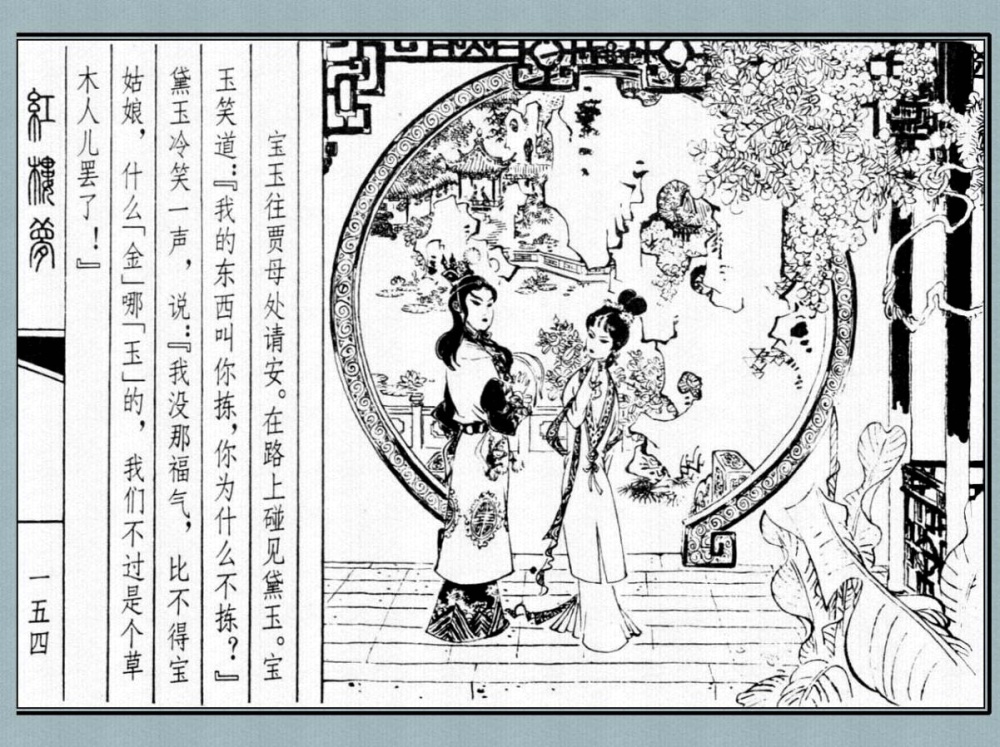 宝玉往贾母处请安。在路上碰见黛玉。宝
玉笑道：『我的东西叫你拣，你为什么不拣？』
黛玉冷笑一声，说：『我没那福气，比不得宝
姑娘，什么「金」哪「玉」的，我们不过是个草
木人儿罢了！』
紅樓夢
一五四